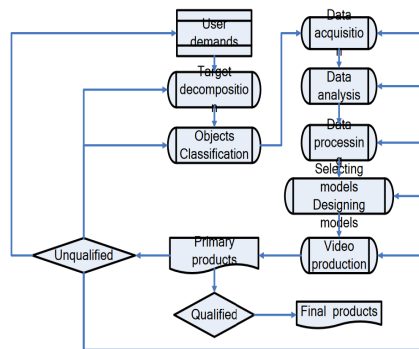 User
demands
Target
decompositio
n
Objects
Classification
Data
acquisitio
n
Data
analysis
Data
processin
g
Selecting
models
Designing
models
Video
production
Primary
products
Unqualified
Qualified
Final products